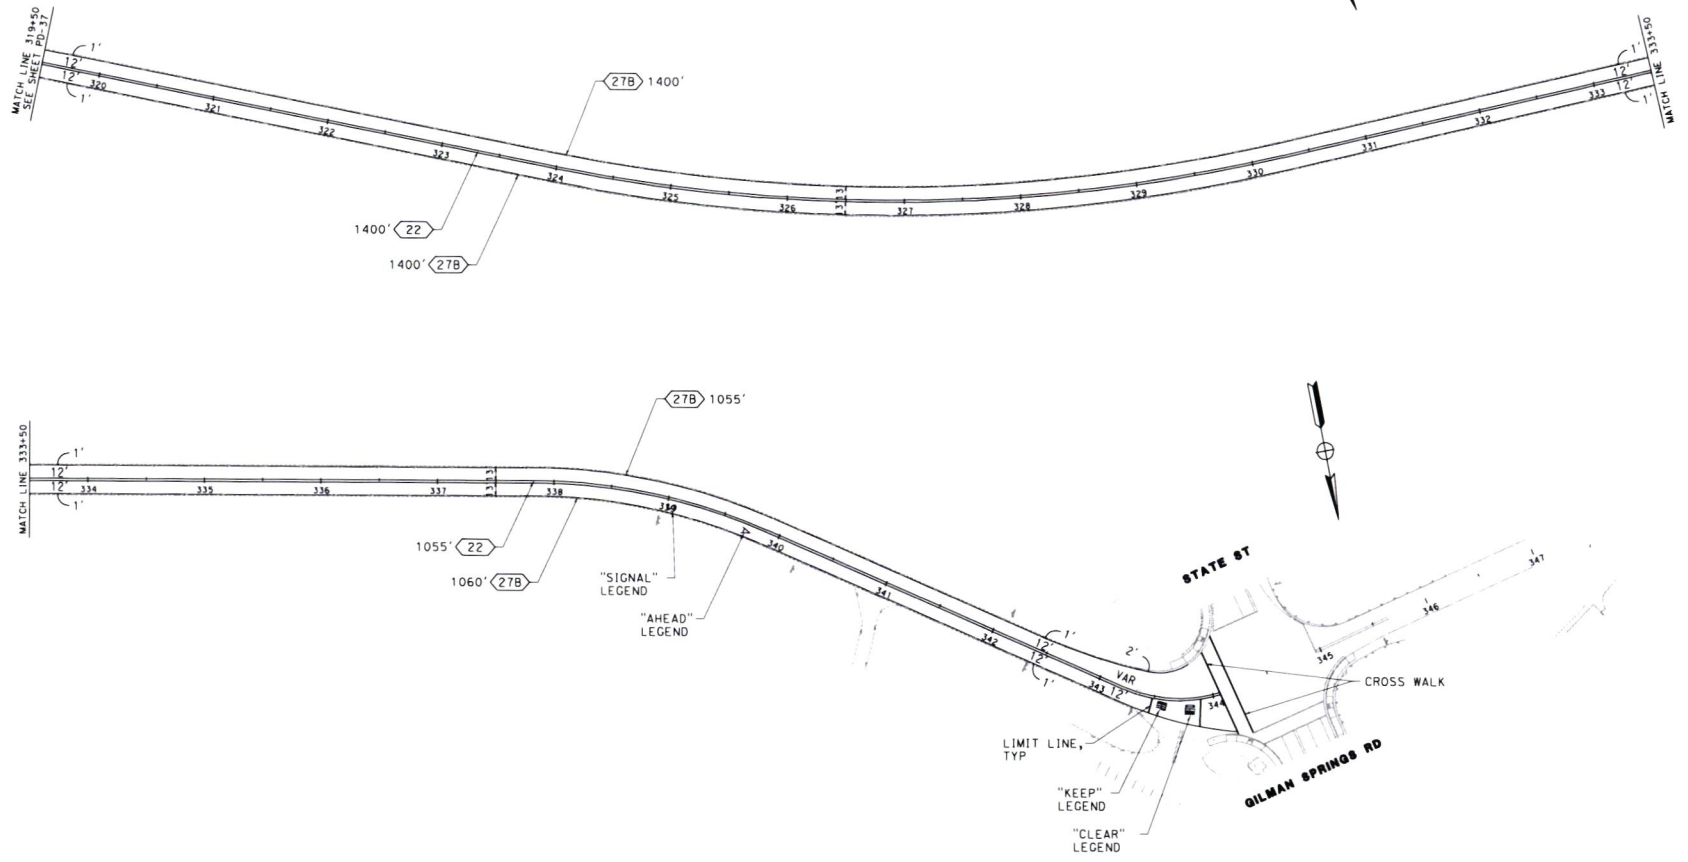 MATCH LINE 319+50
SEE SHEET PD-37
1'
12'
12'
1'
320
321
322
323
324
325
326
13'
13'
327
328
329
330
331
332
333
27B 1400'
1400' 22
1400' 27B
1'
12'
12'
1'
MATCH LINE 333+50
MATCH LINE 333+50
1'
12'
12'
1'
334
335
336
337
13'
13'
338
339
340
341
342
343
344
345
346
347
27B 1055'
1055' 22
1060' 27B
"SIGNAL"
LEGEND
"AHEAD"
LEGEND
1'
12'
12'
1'
2'
VAR
12'
STATE ST
CROSS WALK
LIMIT LINE,
TYP
GILMAN SPRINGS RD
"KEEP"
LEGEND
"CLEAR"
LEGEND